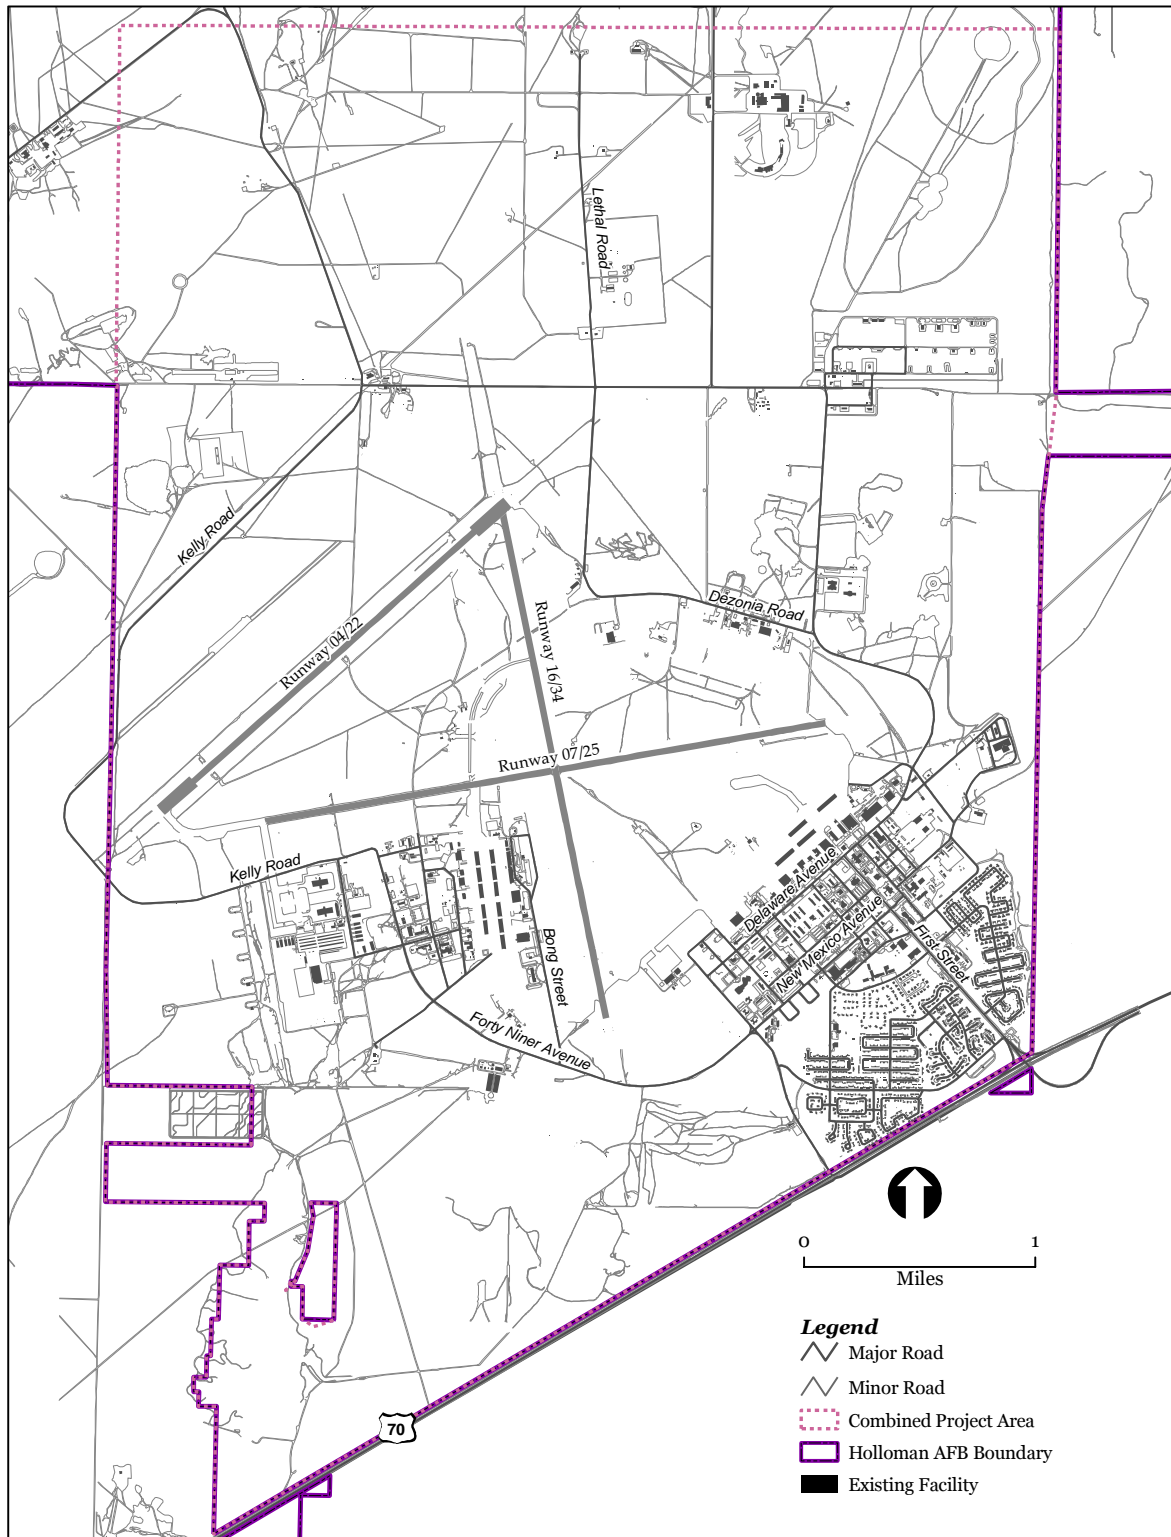 Lethal Road
Kelly Road
Dezonia Road
Runway 04/22
Runway 16/34
Runway 07/25
Kelly Road
Delaware Avenue
New Mexico Avenue
First Street
Bong Street
Forty Niner Avenue
0 1
Miles
Legend
Major Road
Minor Road
Combined Project Area
Holloman AFB Boundary
Existing Facility
70